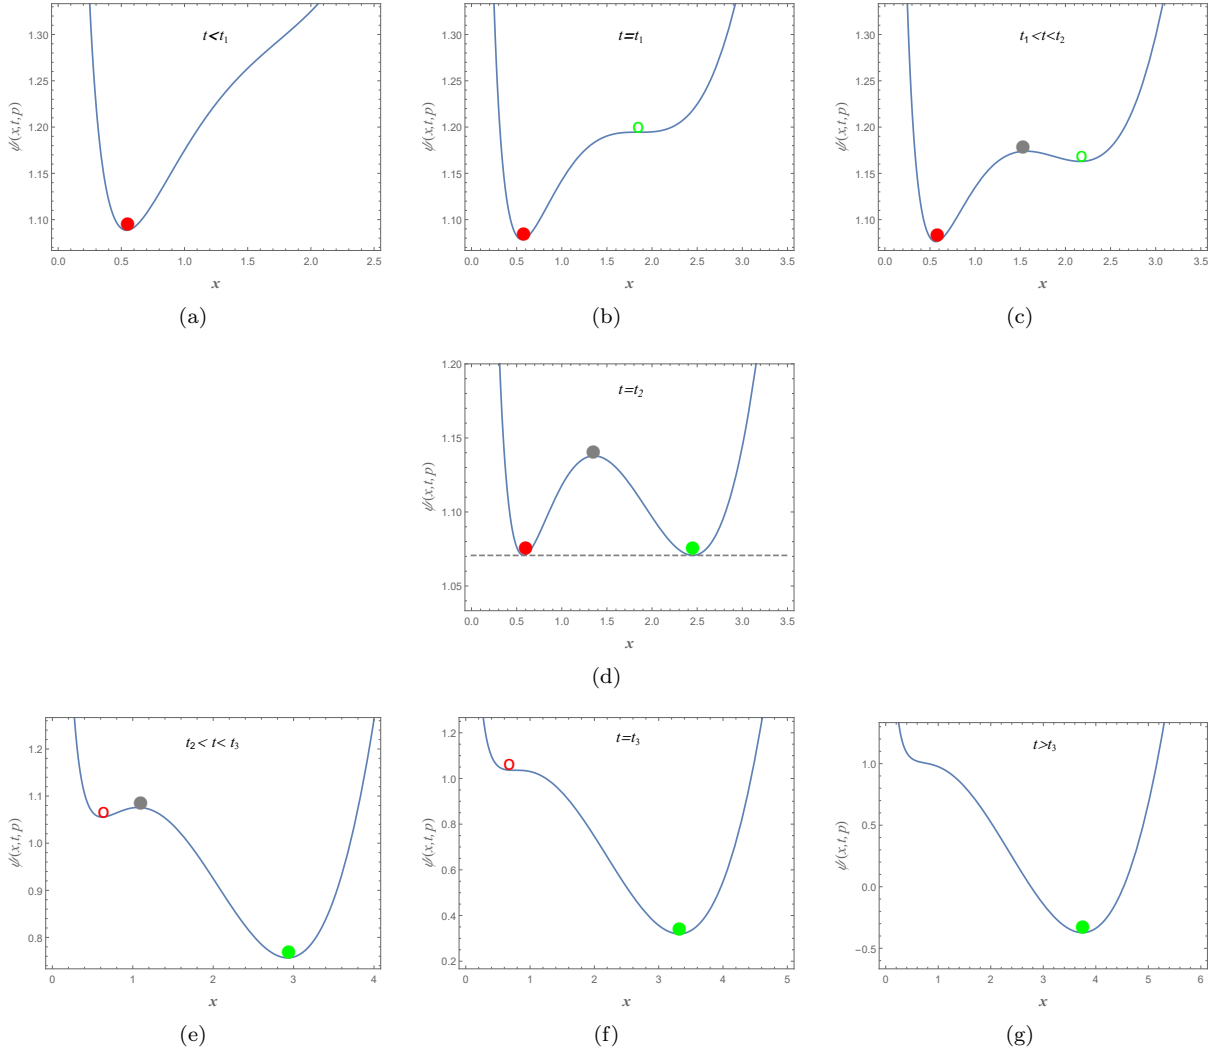 t<t1
1.30
1.25
1.20
1.15
1.10
ψ(x,t,p)
0.0 0.5 1.0 1.5 2.0 2.5
x
(a)
t=t1
1.30
1.25
1.20
1.15
1.10
ψ(x,t,p)
0.0 0.5 1.0 1.5 2.0 2.5 3.0 3.5
x
(b)
t1<t<t2
1.30
1.25
1.20
1.15
1.10
ψ(x,t,p)
0.0 0.5 1.0 1.5 2.0 2.5 3.0 3.5
x
(c)
t=t2
1.20
1.15
1.10
1.05
ψ(x,t,p)
0.0 0.5 1.0 1.5 2.0 2.5 3.0 3.5
x
(d)
t2< t< t3
1.2
1.1
1.0
0.9
0.8
ψ(x,t,p)
0 1 2 3 4
x
(e)
t=t3
1.2
1.0
0.8
0.6
0.4
0.2
ψ(x,t,p)
0 1 2 3 4 5
x
(f)
t>t3
1.0
0.5
0.0
-0.5
ψ(x,t,p)
0 1 2 3 4 5 6
x
(g)